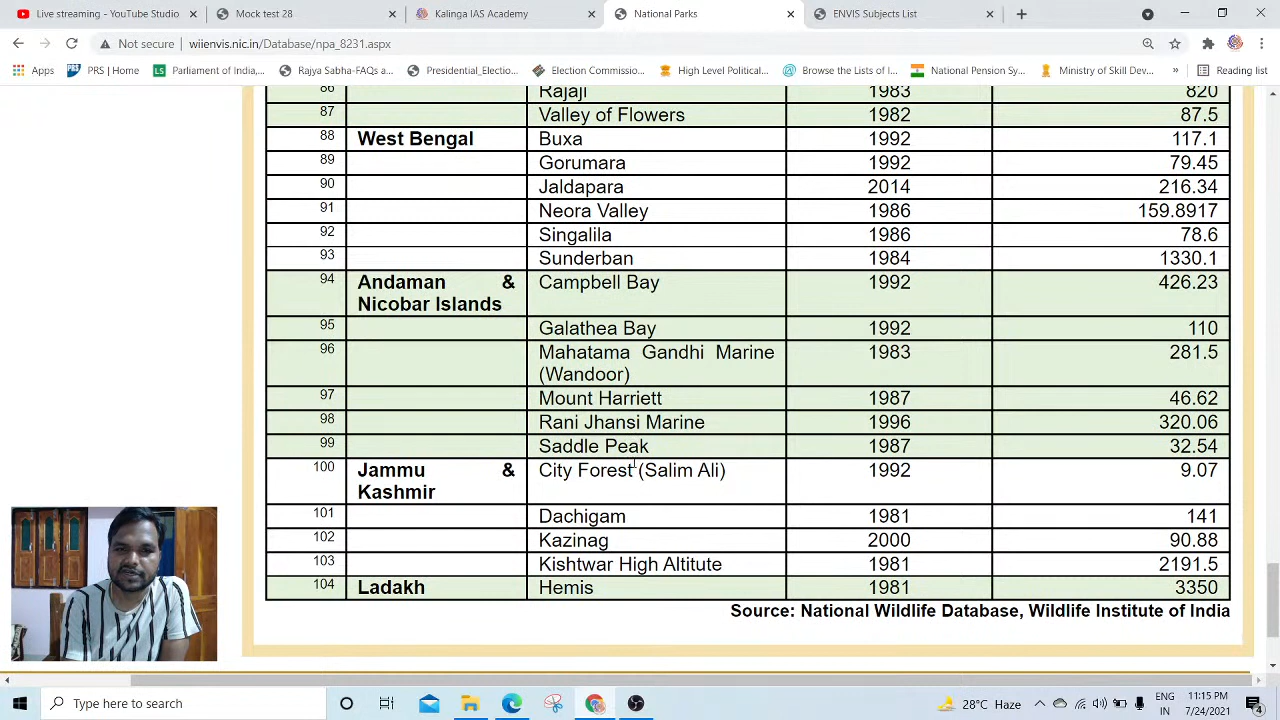 Live streaming - YouTube Studio
Mock test 28
Kalinga IAS Academy
National Parks
ENVIS Subjects List
Not secure | wiienvis.nic.in/Database/npa_8231.aspx
Apps PRS | Home Parliament of India,... Rajya Sabha-FAQs a... Presidential_Electio... Election Commissio... High Level Political... Browse the Lists of I... National Pension Sy... Ministry of Skill Dev... » Reading list
86 Rajaji 1983 820
87 Valley of Flowers 1982 87.5
88 West Bengal Buxa 1992 117.1
89 Gorumara 1992 79.45
90 Jaldapara 2014 216.34
91 Neora Valley 1986 159.8917
92 Singalila 1986 78.6
93 Sunderban 1984 1330.1
94 Andaman & Campbell Bay 1992 426.23
Nicobar Islands
95 Galathea Bay 1992 110
96 Mahatama Gandhi Marine 1983 281.5
(Wandoor)
97 Mount Harriett 1987 46.62
98 Rani Jhansi Marine 1996 320.06
99 Saddle Peak 1987 32.54
100 Jammu & City Forest (Salim Ali) 1992 9.07
Kashmir
101 Dachigam 1981 141
102 Kazinag 2000 90.88
103 Kishtwar High Altitute 1981 2191.5
104 Ladakh Hemis 1981 3350
Source: National Wildlife Database, Wildlife Institute of India
Type here to search
28°C Haze
ENG
IN
11:15 PM
7/24/2021
4